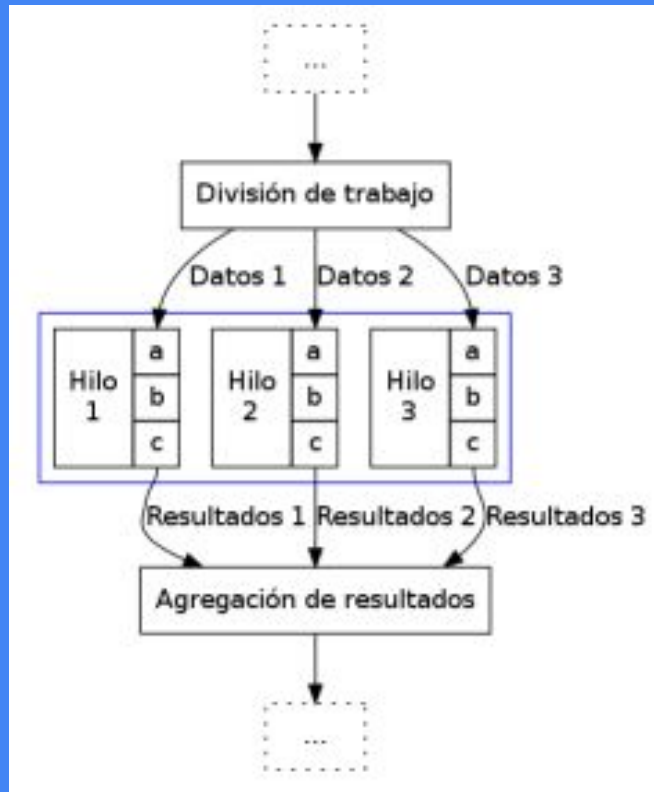 ...
División de trabajo
Datos 1
Datos 2
Datos 3
Hilo
1
a
b
c
Hilo
2
a
b
c
Hilo
3
a
b
c
Resultados 1
Resultados 2
Resultados 3
Agregación de resultados
...